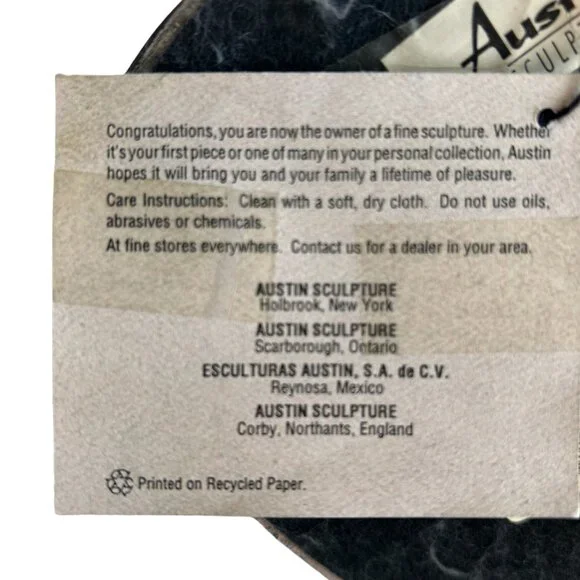 Austin
SCULPT
Congratulations, you are now the owner of a fine sculpture. Whether
it's your first piece or one of many in your personal collection, Austin
hopes it will bring you and your family a lifetime of pleasure.
Care Instructions: Clean with a soft, dry cloth. Do not use oils,
abrasives or chemicals.
At fine stores everywhere. Contact us for a dealer in your area.
AUSTIN SCULPTURE
Holbrook, New York
AUSTIN SCULPTURE
Scarborough, Ontario
ESCULTURAS AUSTIN, S.A. de C.V.
Reynosa, Mexico
AUSTIN SCULPTURE
Corby, Northants, England
Printed on Recycled Paper.